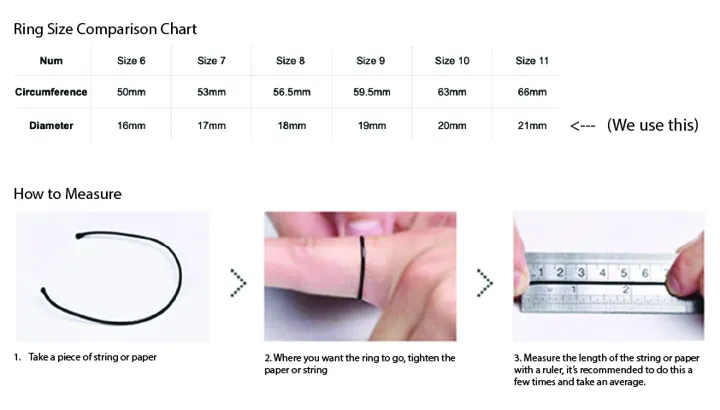 Ring Size Comparison Chart
Num Size 6 Size 7 Size 8 Size 9 Size 10 Size 11
Circumference 50mm 53mm 56.5mm 59.5mm 63mm 66mm
Diameter 16mm 17mm 18mm 19mm 20mm 21mm <--- (We use this)
How to Measure
1 2 3 4 5 6
1 2
1. Take a piece of string or paper
2. Where you want the ring to go, tighten the
paper or string
3. Measure the length of the string or paper
with a ruler, it's recommended to do this a
few times and take an average.